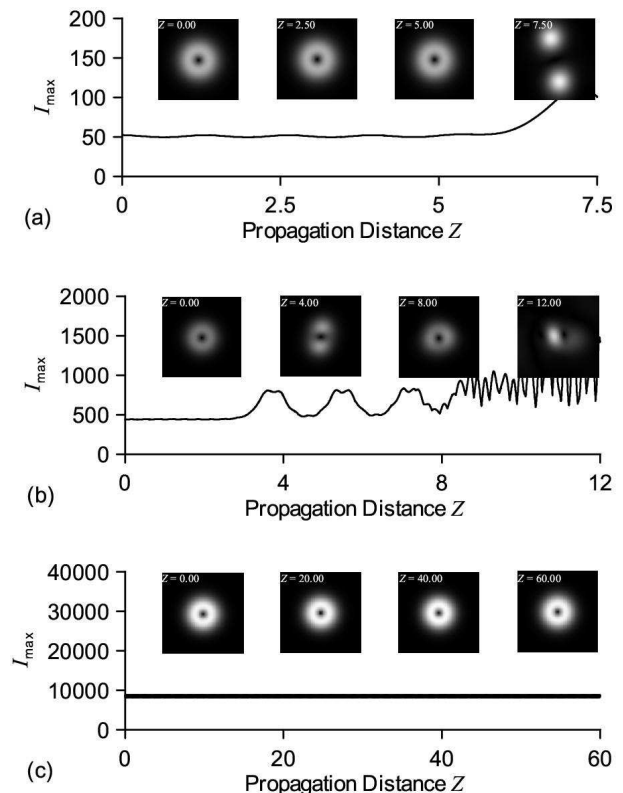 200
150
100
50
0
I max
Z = 0.00
Z = 2.50
Z = 5.00
Z = 7.50
0
2.5
5
7.5
Propagation Distance Z
(a)
2000
1500
1000
500
0
I max
Z = 0.00
Z = 4.00
Z = 8.00
Z = 12.00
0
4
8
12
Propagation Distance Z
(b)
40000
30000
20000
10000
0
I max
Z = 0.00
Z = 20.00
Z = 40.00
Z = 60.00
0
20
40
60
Propagation Distance Z
(c)